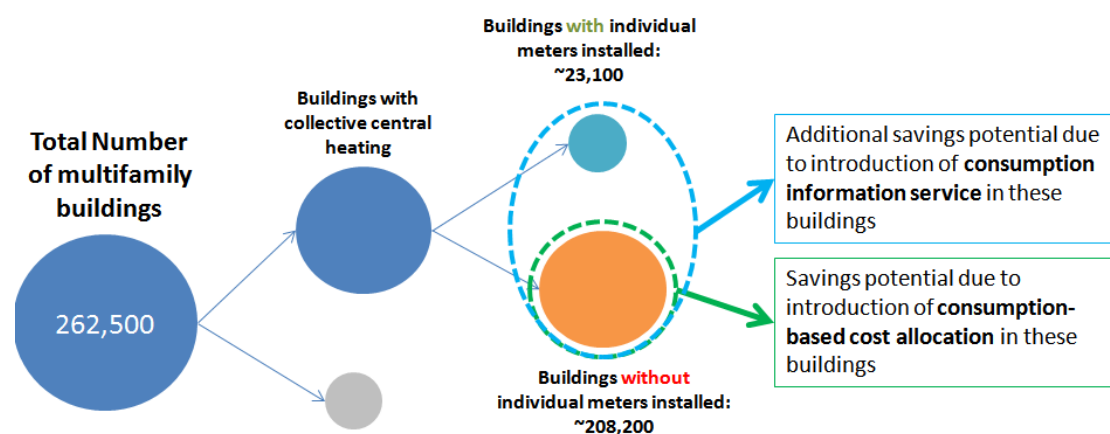 Total Number
of multifamily
buildings
262,500
Buildings with
collective central
heating
Buildings with individual
meters installed:
~23,100
Buildings without
individual meters installed:
~208,200
Additional savings potential due
to introduction of consumption
information service in these
buildings
Savings potential due to
introduction of consumption-
based cost allocation in these
buildings